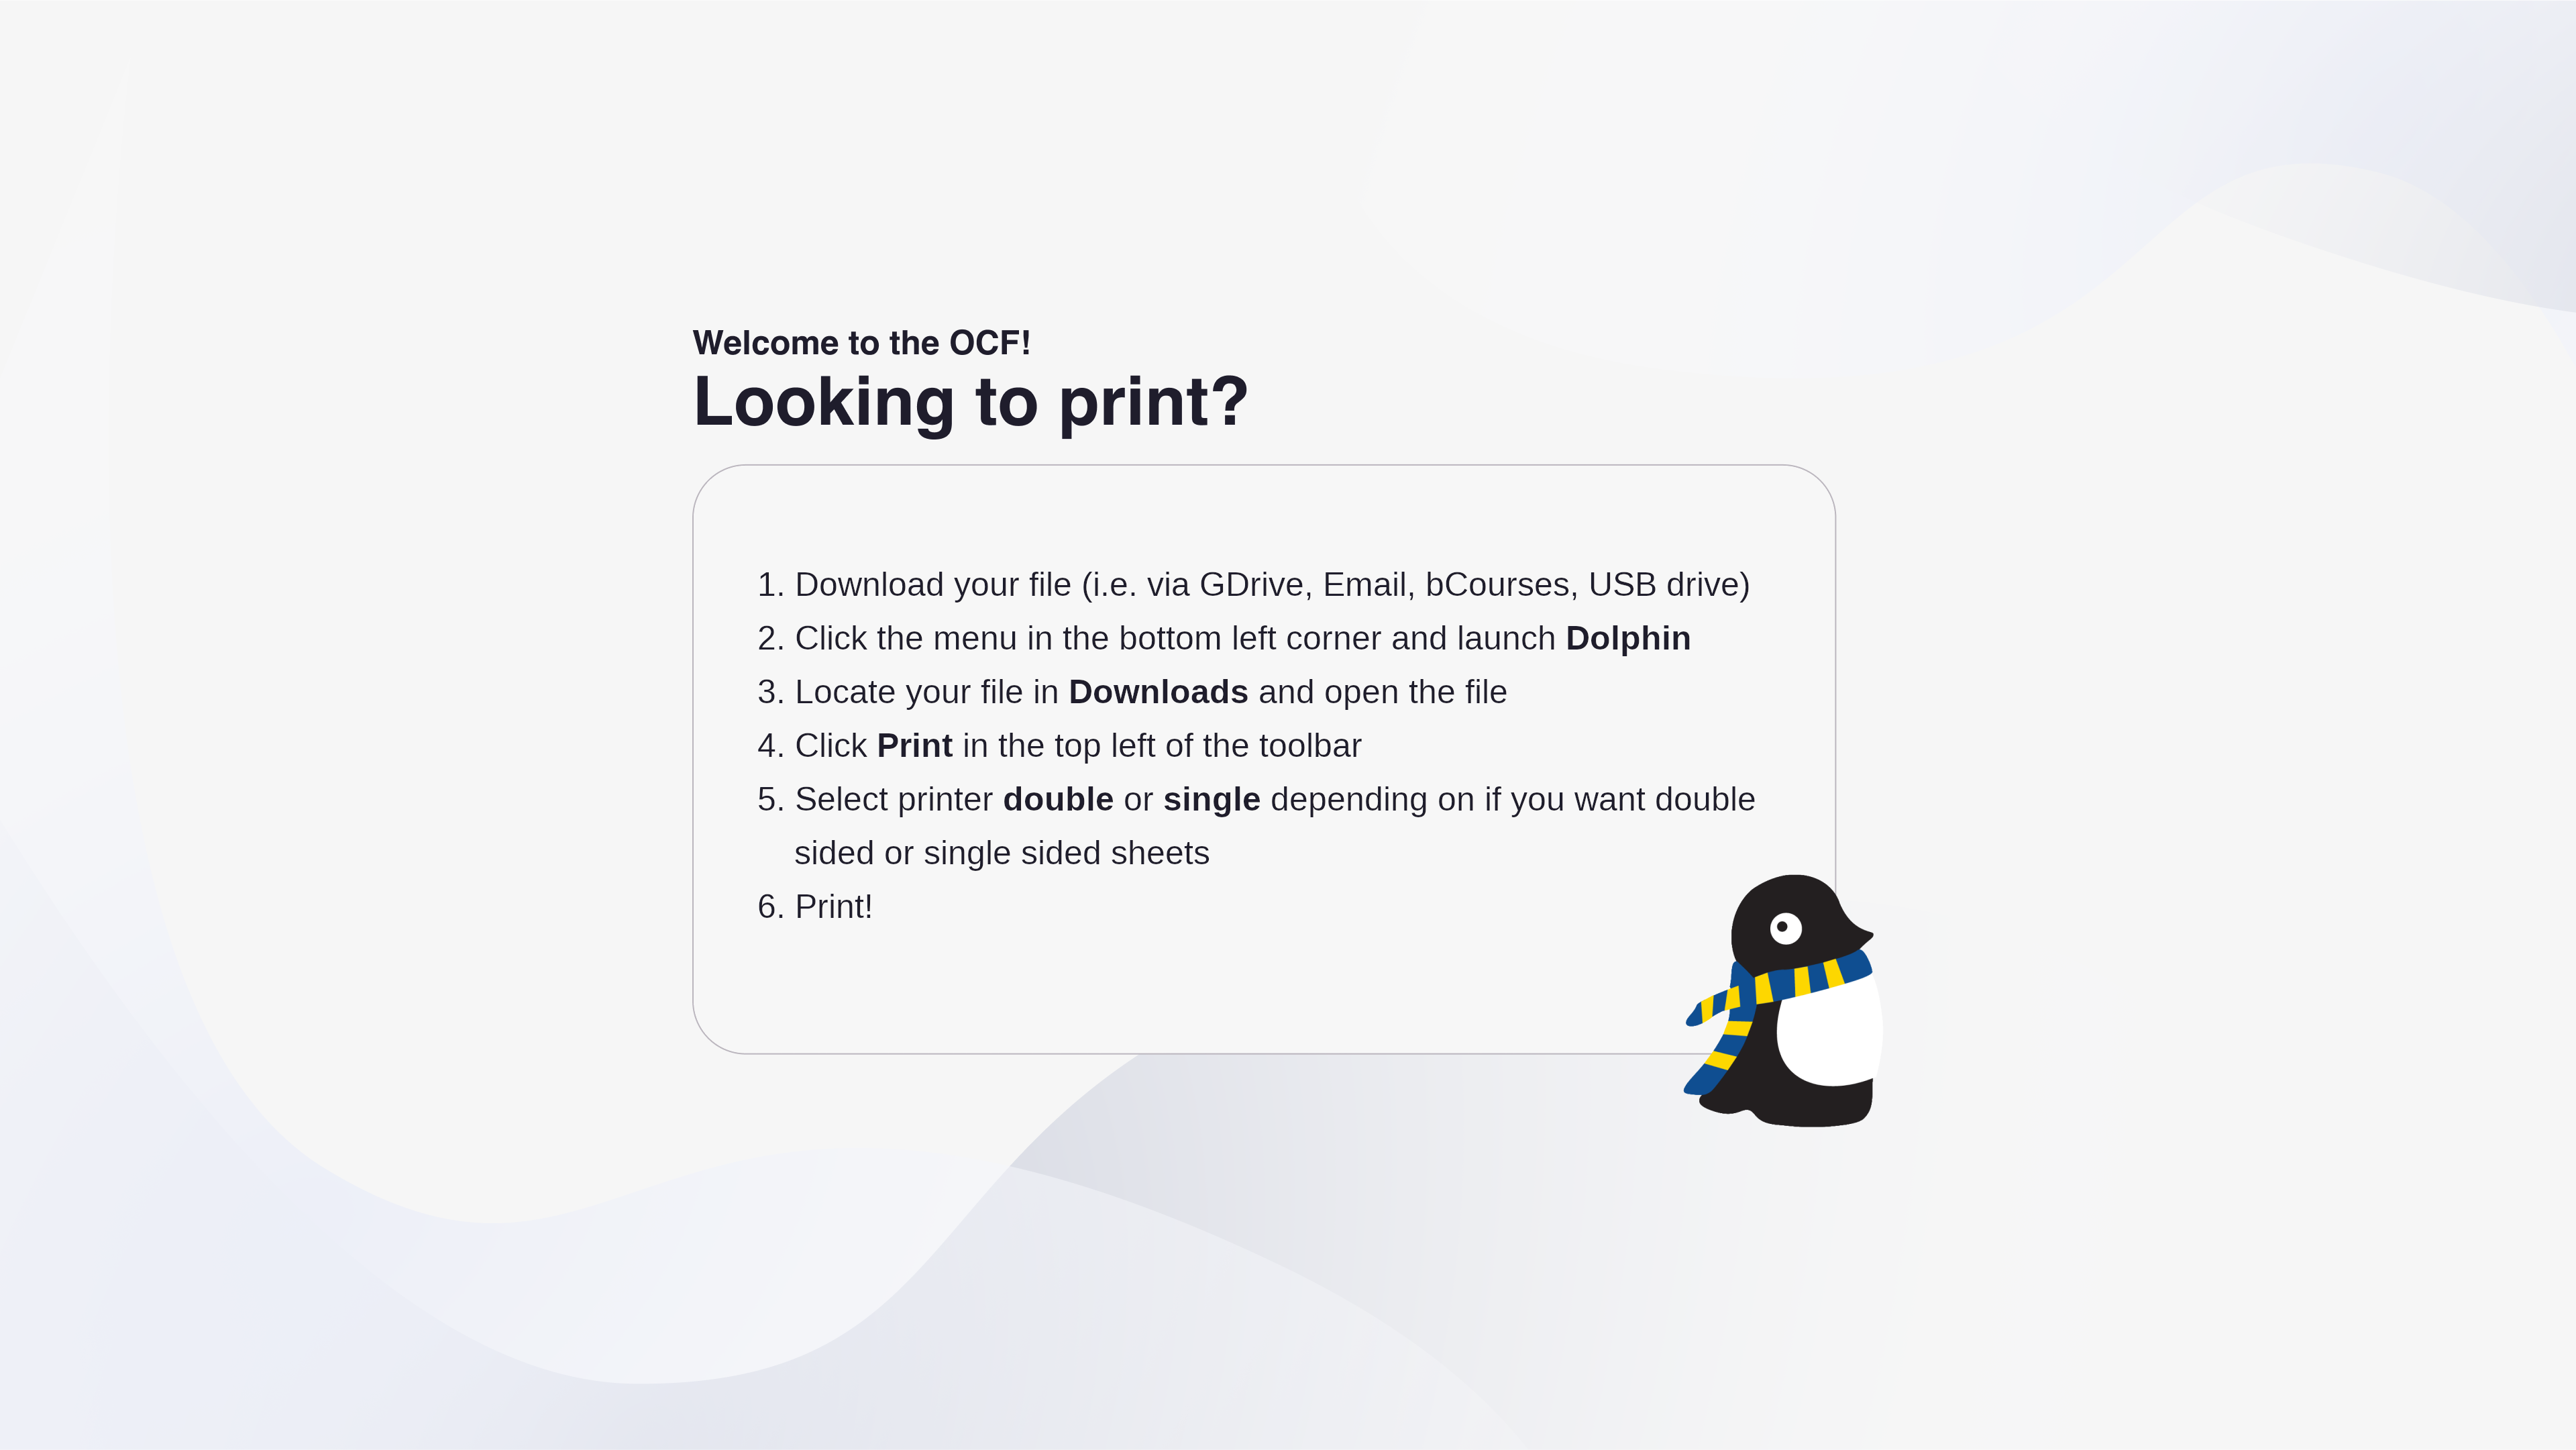 Welcome to the OCF!
Looking to print?
1. Download your file (i.e. via GDrive, Email, bCourses, USB drive)
2. Click the menu in the bottom left corner and launch Dolphin
3. Locate your file in Downloads and open the file
4. Click Print in the top left of the toolbar
5. Select printer double or single depending on if you want double
sided or single sided sheets
6. Print!